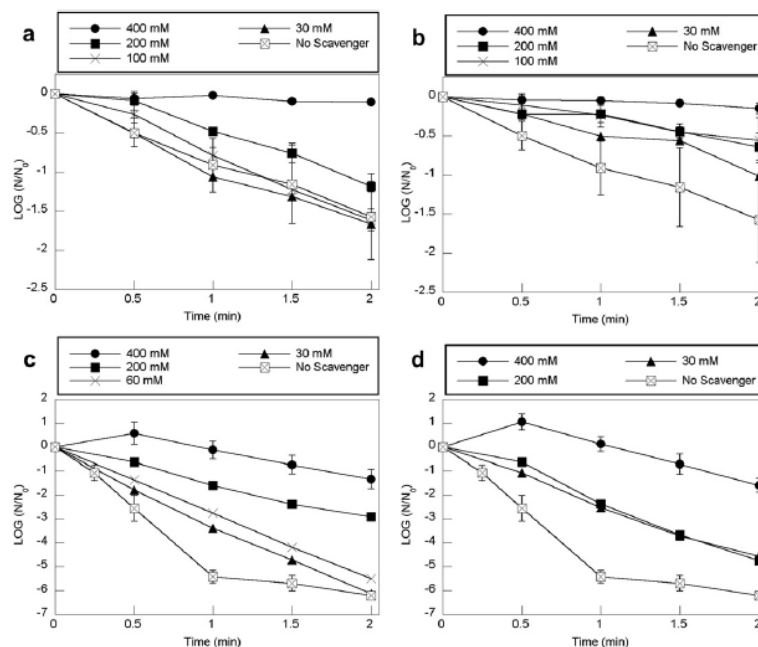 a
400 mM
30 mM
200 mM
No Scavenger
100 mM
0
-0.5
-1
-1.5
-2
-2.5
LOG (N/N₀)
0
0.5
1
1.5
2
Time (min)
b
400 mM
30 mM
200 mM
No Scavenger
100 mM
0
-0.5
-1
-1.5
-2
-2.5
LOG (N/N₀)
0
0.5
1
1.5
2
Time (min)
c
400 mM
30 mM
200 mM
No Scavenger
60 mM
2
1
0
-1
-2
-3
-4
-5
-6
-7
LOG (N/N₀)
0
0.5
1
1.5
2
Time (min)
d
400 mM
30 mM
200 mM
No Scavenger
2
1
0
-1
-2
-3
-4
-5
-6
-7
LOG (N/N₀)
0
0.5
1
1.5
2
Time (min)